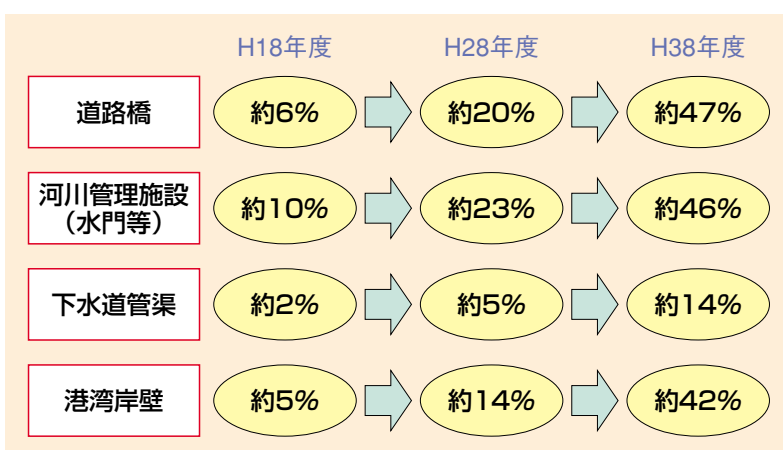 H18年度 H28年度 H38年度
道路橋 約6% 約20% 約47%
河川管理施設
（水門等） 約10% 約23% 約46%
下水道管渠 約2% 約5% 約14%
港湾岸壁 約5% 約14% 約42%